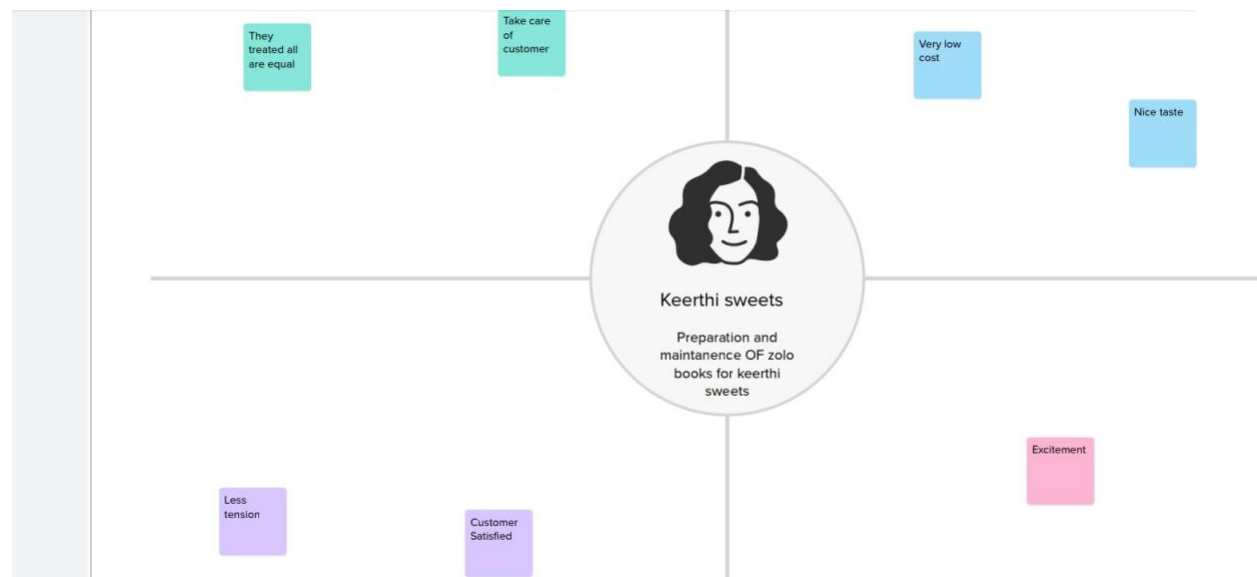 They
treated all
are equal
Take care
of
customer
Very low
cost
Nice taste
Keerthi sweets
Preparation and
maintanence OF zolo
books for keerthi
sweets
Less
tension
Customer
Satisfied
Excitement